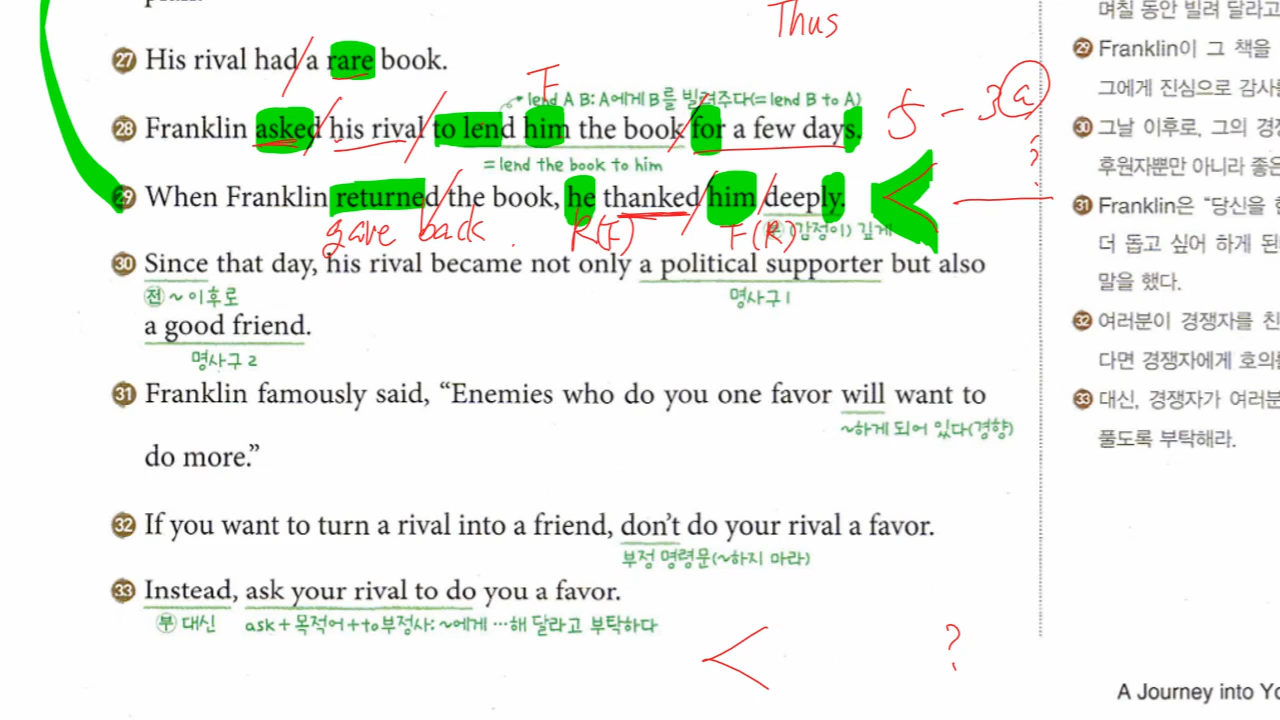 plan.
Thus
27 His rival had a rare book.
F
lend A B: A에게 B를 빌려주다(= lend B to A)
28 Franklin asked his rival to lend him the book for a few days.
5 - 3 ⓐ
= lend the book to him
?
29 When Franklin returned the book, he thanked him deeply.
gave back. R(F) F(R)
부 (감정이) 깊게
30 Since that day, his rival became not only a political supporter but also
전 ~이후로 명사구 1
a good friend.
명사구 2
31 Franklin famously said, “Enemies who do you one favor will want to
~하게 되어 있다(경향)
do more.”
32 If you want to turn a rival into a friend, don’t do your rival a favor.
부정 명령문(~하지 마라)
33 Instead, ask your rival to do you a favor.
부 대신 ask + 목적어 + to부정사: ~에게 …해 달라고 부탁하다
< ?
며칠 동안 빌려 달라고
29 Franklin이 그 책을
그에게 진심으로 감사
30 그날 이후로, 그의 경
후원자뿐만 아니라 좋은
31 Franklin은 “당신을
더 돕고 싶어 하게 된
말을 했다.
32 여러분이 경쟁자를 친
다면 경쟁자에게 호의
33 대신, 경쟁자가 여러분
풀도록 부탁해라.
A Journey into Yo